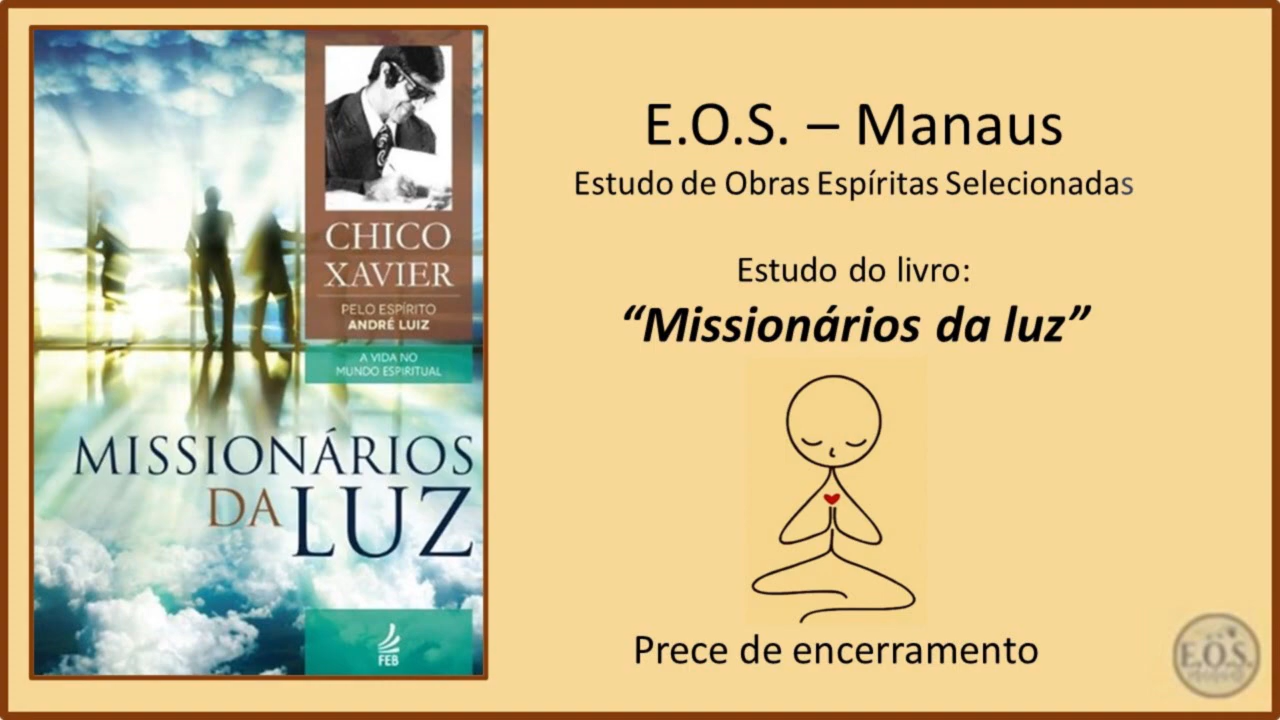 CHICO
XAVIER
PELO ESPÍRITO
ANDRÉ LUIZ
A VIDA NO
MUNDO ESPIRITUAL
MISSIONÁRIOS
DA LUZ
FEB
E.O.S. – Manaus
Estudo de Obras Espíritas Selecionadas
Estudo do livro:
“Missionários da luz”
Prece de encerramento
E.O.S.